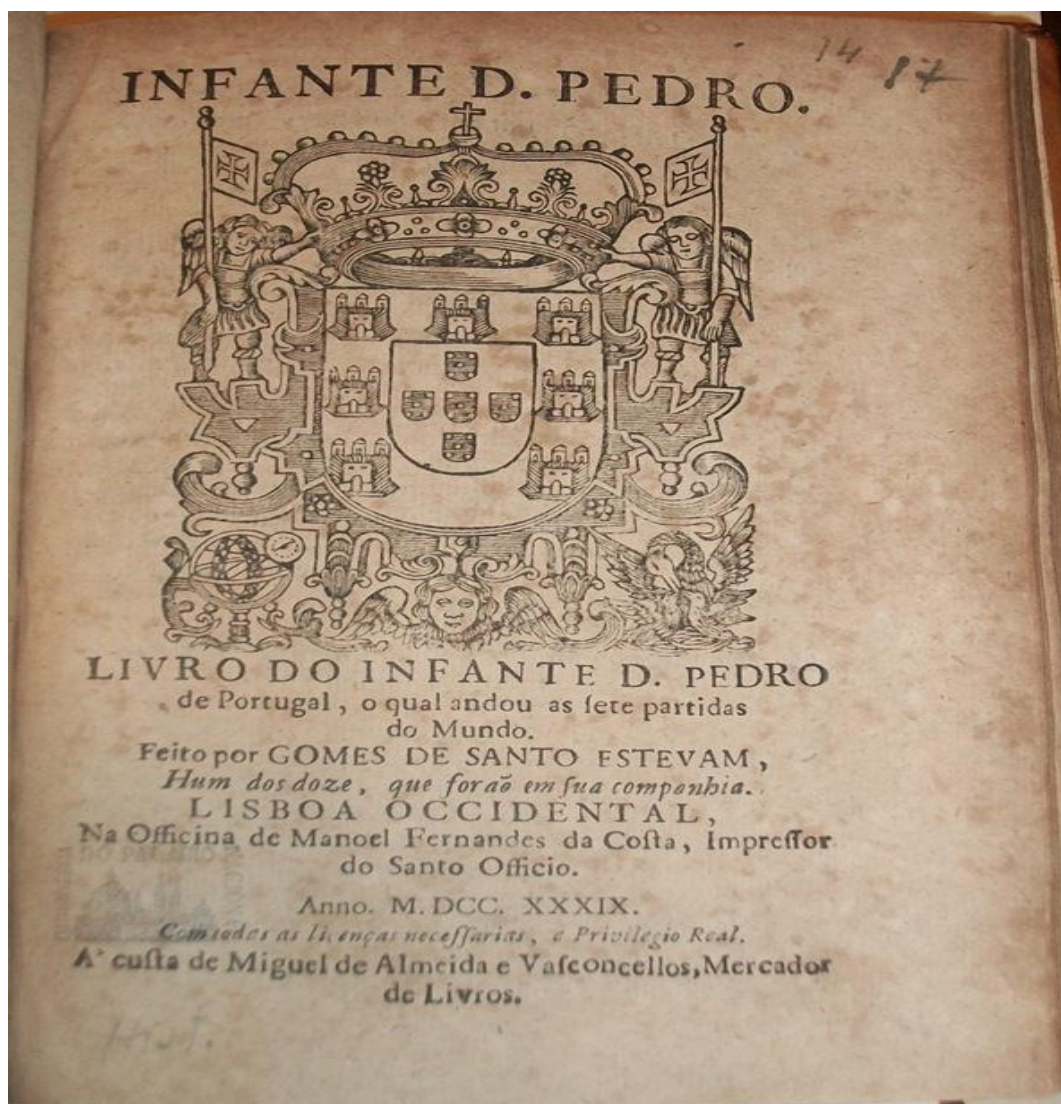 14 87
INFANTE D. PEDRO.
LIVRO DO INFANTE D. PEDRO
de Portugal, o qual andou as ſete partidas
do Mundo.
Feito por GOMES DE SANTO ESTEVAM,
Hum dos doze, que foraõ em ſua companhia.
LISBOA OCCIDENTAL,
Na Officina de Manoel Fernandes da Coſta, Impreſſor
do Santo Officio.
Anno. M. DCC. XXXIX.
Com todas as licenças neceſſarias, e Privilegio Real.
A' cuſta de Miguel de Almeida e Vaſconcellos, Mercador
de Livros.
Hist.